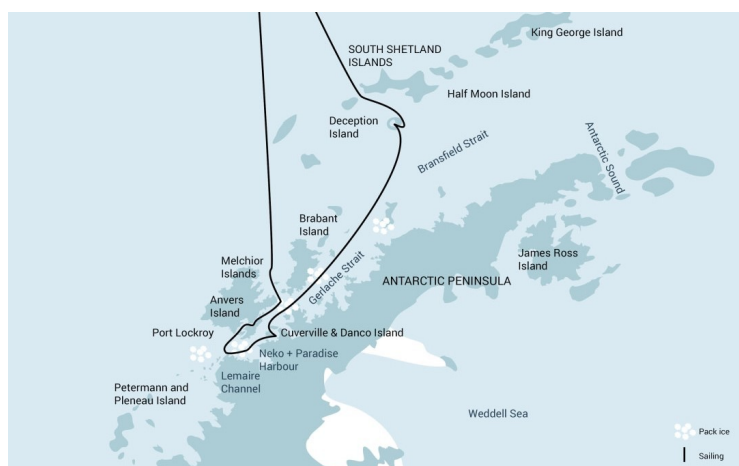 King George Island
SOUTH SHETLAND
ISLANDS
Half Moon Island
Deception
Island
Bransfield Strait
Antarctic Sound
Brabant
Island
Melchior
Islands
Gerlache Strait
James Ross
Island
ANTARCTIC PENINSULA
Anvers
Island
Port Lockroy
Cuverville & Danco Island
Neko + Paradise
Harbour
Lemaire
Channel
Petermann and
Pleneau Island
Weddell Sea
Pack ice
Sailing